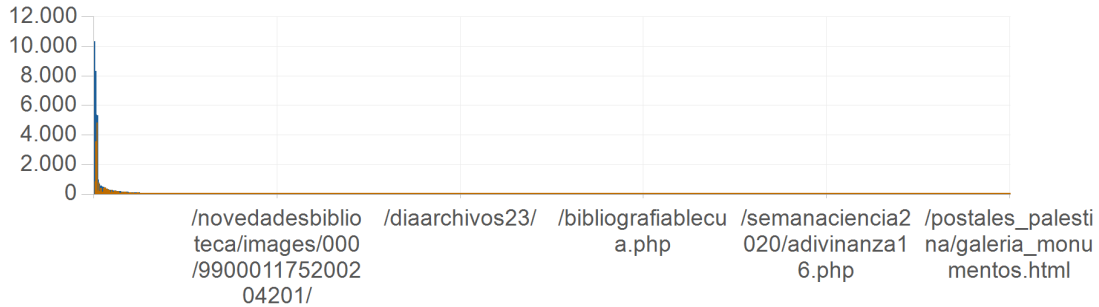 12.000
10.000
8.000
6.000
4.000
2.000
0
/novedadesbiblio
teca/images/000
/9900011752002
04201/
/diaarchivos23/
/bibliografiablecu
a.php
/semanaciencia2
020/adivinanza1
6.php
/postales_palesti
na/galeria_monu
mentos.html